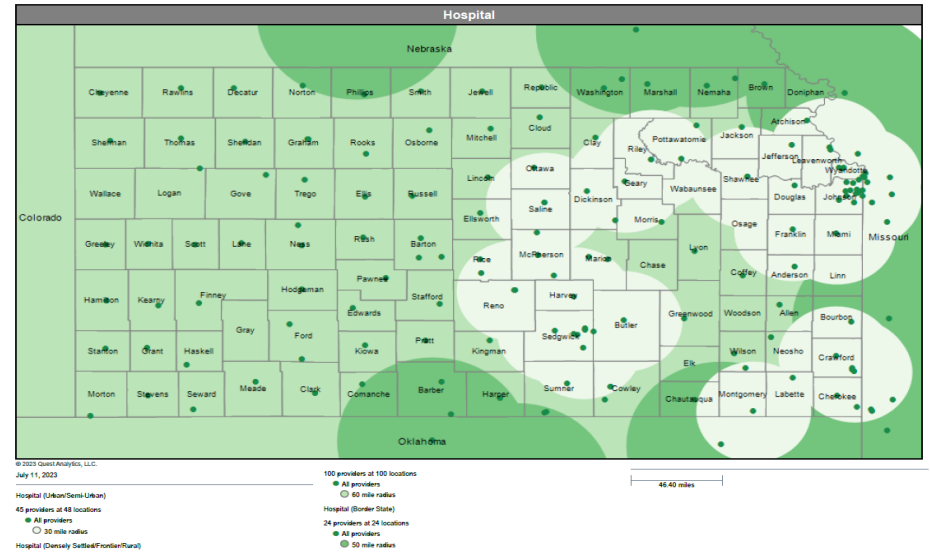 Hospital
Nebraska
Cheyenne Rawlins Decatur Norton Phillips Smith Jewell Republic Washington Marshall Nemaha Brown Doniphan
Atchison
Sherman Thomas Sheridan Graham Rooks Osborne Mitchell Cloud Clay Riley Pottawatomie Jackson
Jefferson Leavenworth
Wyandotte
Wallace Logan Gove Trego Ellis Russell Lincoln Ottawa Saline Dickinson Geary Wabaunsee Shawnee Douglas Johnson
Colorado
Ellsworth Morris Osage
Greeley Wichita Scott Lane Ness Rush Barton Rice McPherson Marion Chase Lyon Franklin Miami Missouri
Pawnee Coffey Anderson Linn
Hamilton Kearny Finney Hodgeman Edwards Stafford Reno Harvey Greenwood Woodson Allen Bourbon
Gray Ford Butler
Stanton Grant Haskell Kiowa Pratt Kingman Sedgwick Elk Wilson Neosho Crawford
Morton Stevens Seward Meade Clark Comanche Barber Harper Sumner Cowley Chautauqua Montgomery Labette Cherokee
Oklahoma
© 2023 Quest Analytics, LLC.
July 11, 2023
Hospital (Urban/Semi-Urban)
45 providers at 48 locations
All providers
30 mile radius
Hospital (Densely Settled/Frontier/Rural)
100 providers at 100 locations
All providers
60 mile radius
Hospital (Border State)
24 providers at 24 locations
All providers
50 mile radius
46.40 miles